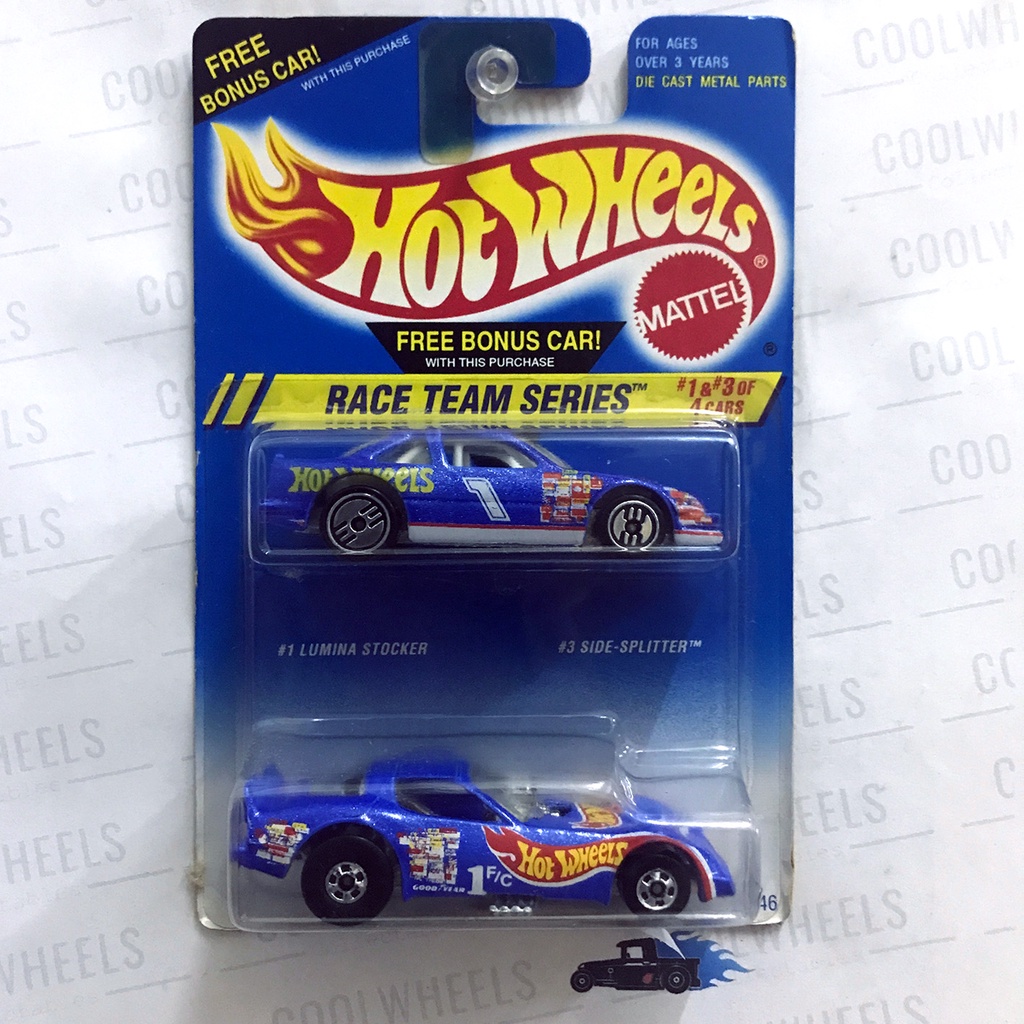 FREE
BONUS CAR!
WITH THIS PURCHASE
FOR AGES
OVER 3 YEARS
DIE CAST METAL PARTS
HOT WHEELS
®
MATTEL
®
FREE BONUS CAR!
WITH THIS PURCHASE
RACE TEAM SERIES™
#1 & #3 OF
4 CARS
HOT WHEELS
1
#1 LUMINA STOCKER
#3 SIDE-SPLITTER™
HOT WHEELS
1 F/C
GOODYEAR
46
COOLWHEELS